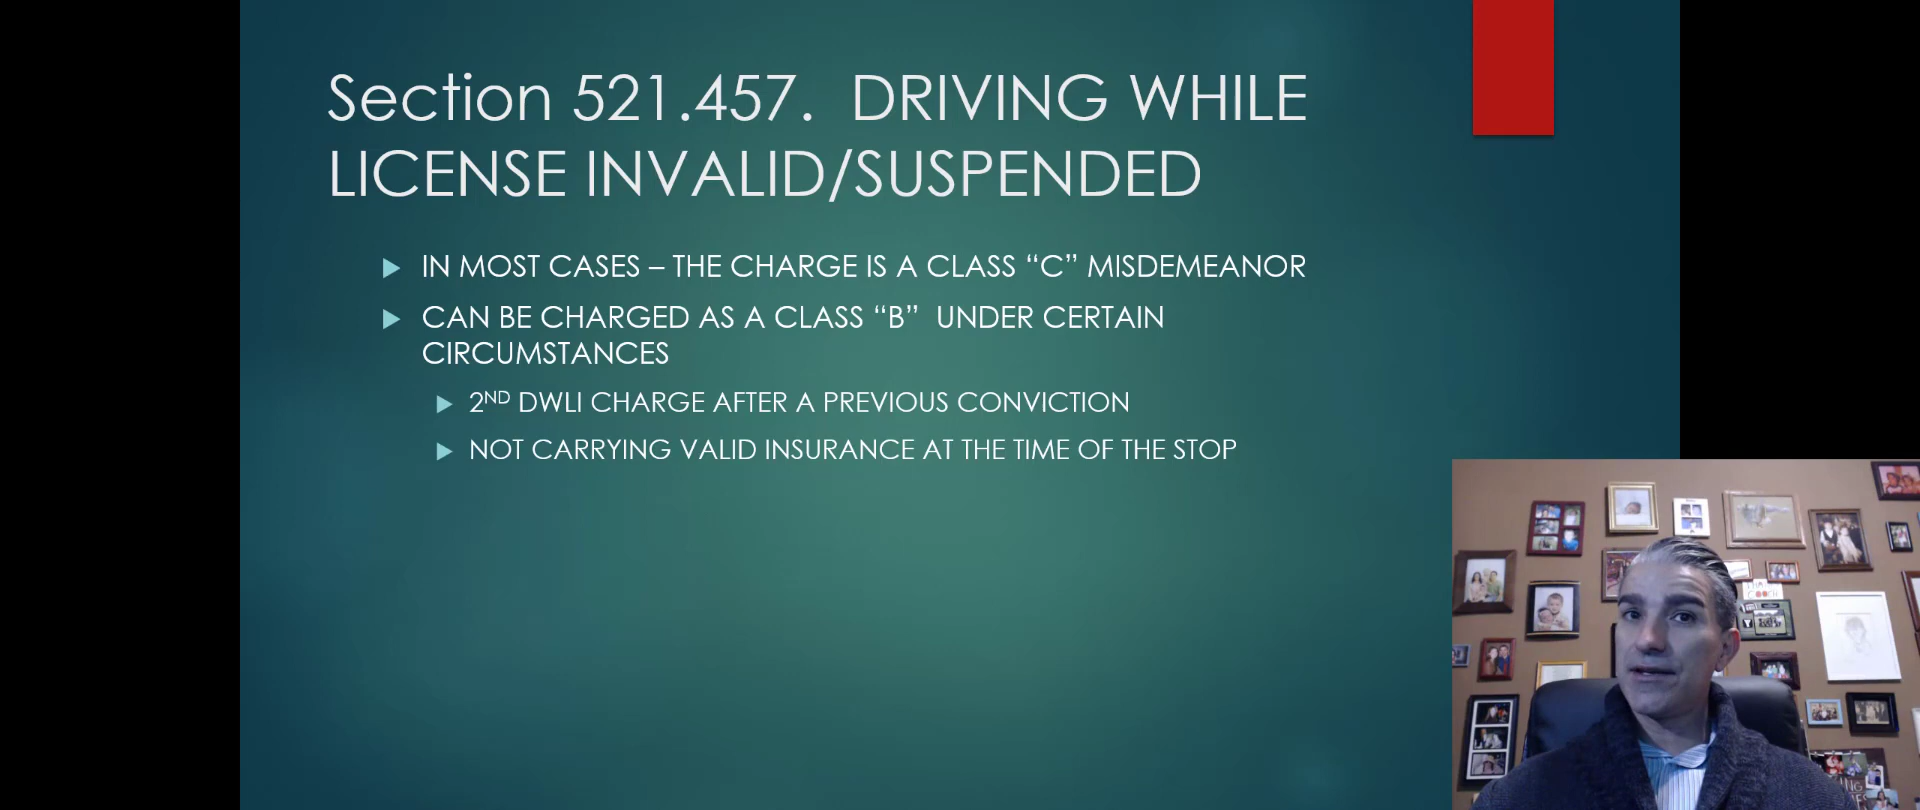 Section 521.457.  DRIVING WHILE
LICENSE INVALID/SUSPENDED
IN MOST CASES – THE CHARGE IS A CLASS “C” MISDEMEANOR
CAN BE CHARGED AS A CLASS “B”  UNDER CERTAIN
CIRCUMSTANCES
2ND DWLI CHARGE AFTER A PREVIOUS CONVICTION
NOT CARRYING VALID INSURANCE AT THE TIME OF THE STOP